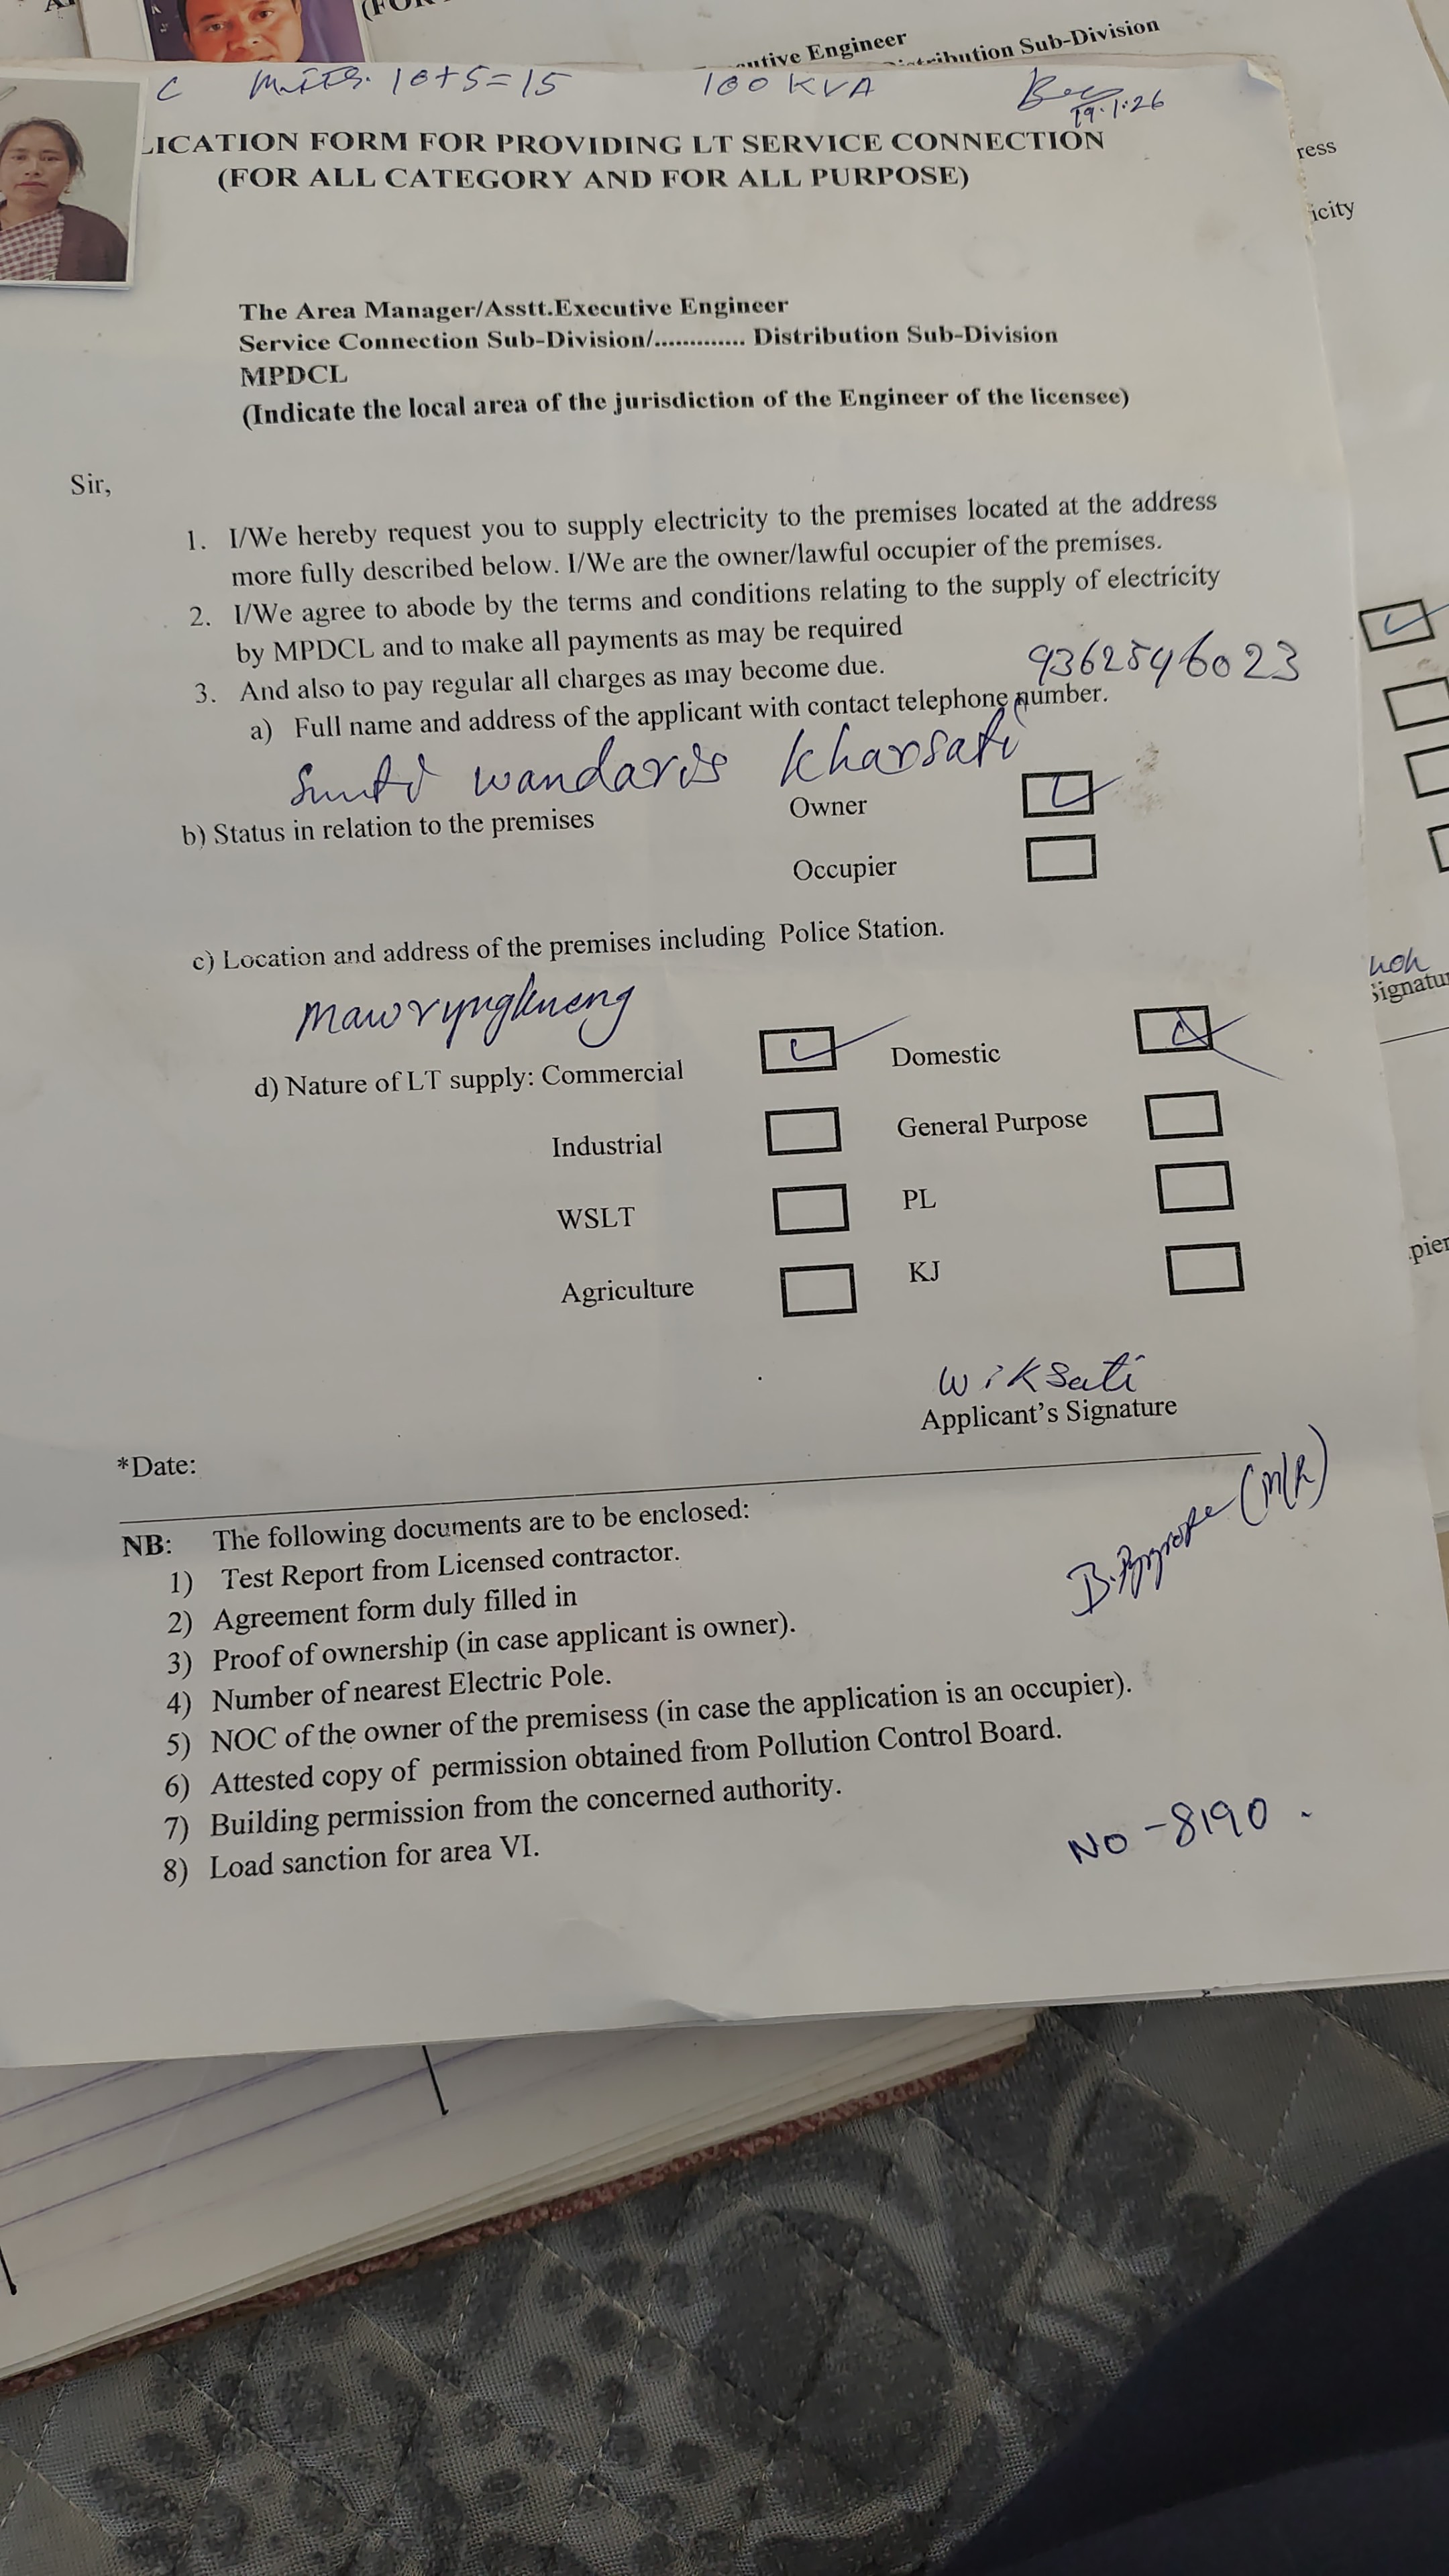 (FOR
utive Engineer
istribution Sub-Division
C 10+5=15 100 KVA
19.1.26
LICATION FORM FOR PROVIDING LT SERVICE CONNECTION
(FOR ALL CATEGORY AND FOR ALL PURPOSE)
ress
icity
The Area Manager/Asstt.Executive Engineer
Service Connection Sub-Division/............. Distribution Sub-Division
MPDCL
(Indicate the local area of the jurisdiction of the Engineer of the licensee)
Sir,
1. I/We hereby request you to supply electricity to the premises located at the address
more fully described below. I/We are the owner/lawful occupier of the premises.
2. I/We agree to abode by the terms and conditions relating to the supply of electricity
by MPDCL and to make all payments as may be required
3. And also to pay regular all charges as may become due.
9362546023
a) Full name and address of the applicant with contact telephone number.
Smti wandaris kharsati
b) Status in relation to the premises Owner
Occupier
c) Location and address of the premises including Police Station.
Mawryngkneng
ignatu
d) Nature of LT supply: Commercial Domestic
Industrial General Purpose
WSLT PL
Agriculture KJ
pier
wiksati
Applicant's Signature
*Date:
NB: The following documents are to be enclosed:
1) Test Report from Licensed contractor.
2) Agreement form duly filled in
3) Proof of ownership (in case applicant is owner).
4) Number of nearest Electric Pole.
5) NOC of the owner of the premisess (in case the application is an occupier).
6) Attested copy of permission obtained from Pollution Control Board.
7) Building permission from the concerned authority.
8) Load sanction for area VI.
(M/R)
NO - 8190 .